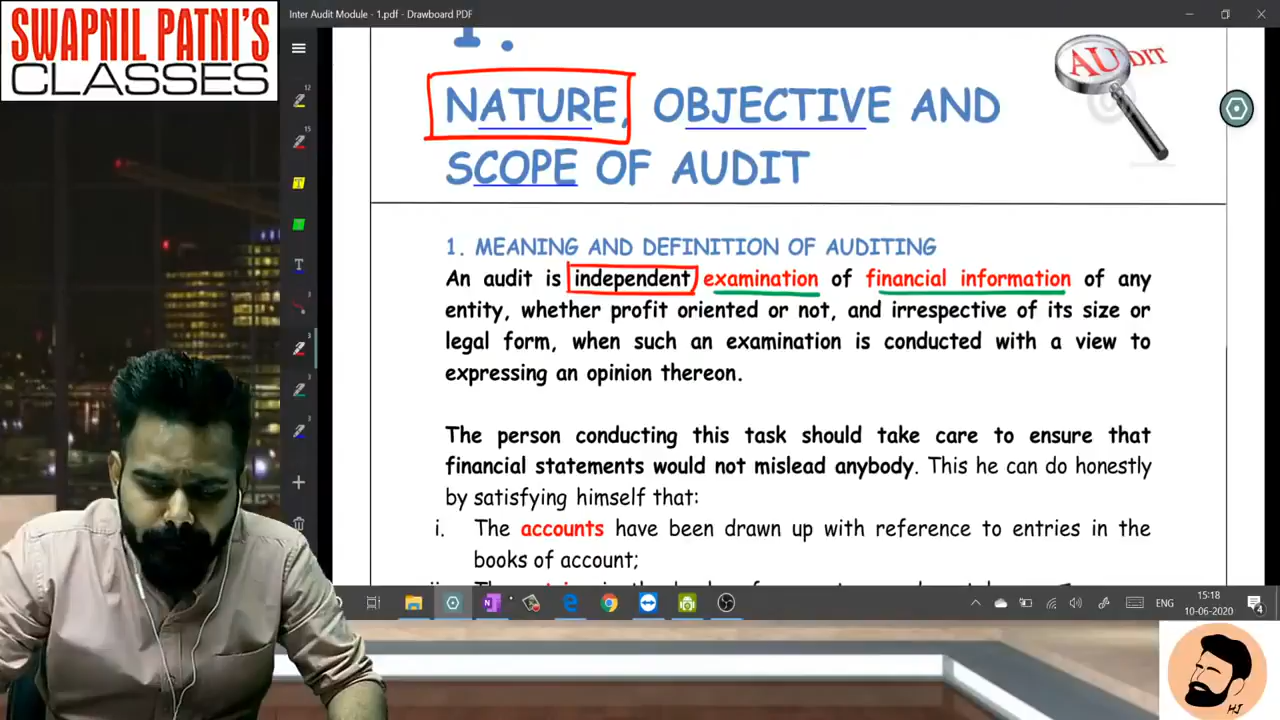 SWAPNIL PATNI'S
CLASSES
Inter Audit Module - 1.pdf - Drawboard PDF
1.
NATURE, OBJECTIVE AND
SCOPE OF AUDIT
AUDIT
1. MEANING AND DEFINITION OF AUDITING
An audit is independent examination of financial information of any
entity, whether profit oriented or not, and irrespective of its size or
legal form, when such an examination is conducted with a view to
expressing an opinion thereon.
The person conducting this task should take care to ensure that
financial statements would not mislead anybody. This he can do honestly
by satisfying himself that:
i. The accounts have been drawn up with reference to entries in the
books of account;
ENG
15:18
10-06-2020
4
HJ